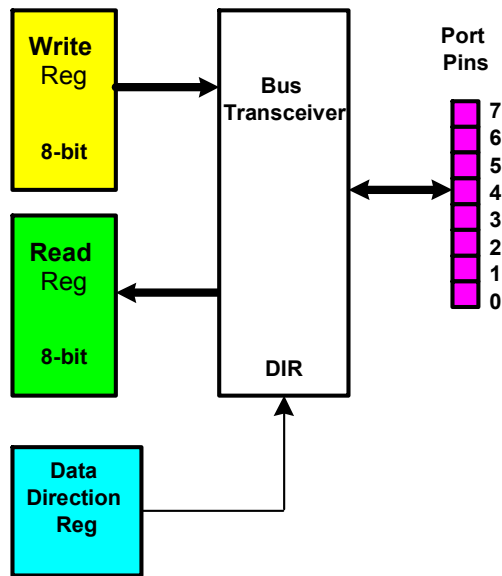 Write
Reg
8-bit
Read
Reg
8-bit
Data
Direction
Reg
Bus
Transceiver
DIR
Port
Pins
7
6
5
4
3
2
1
0